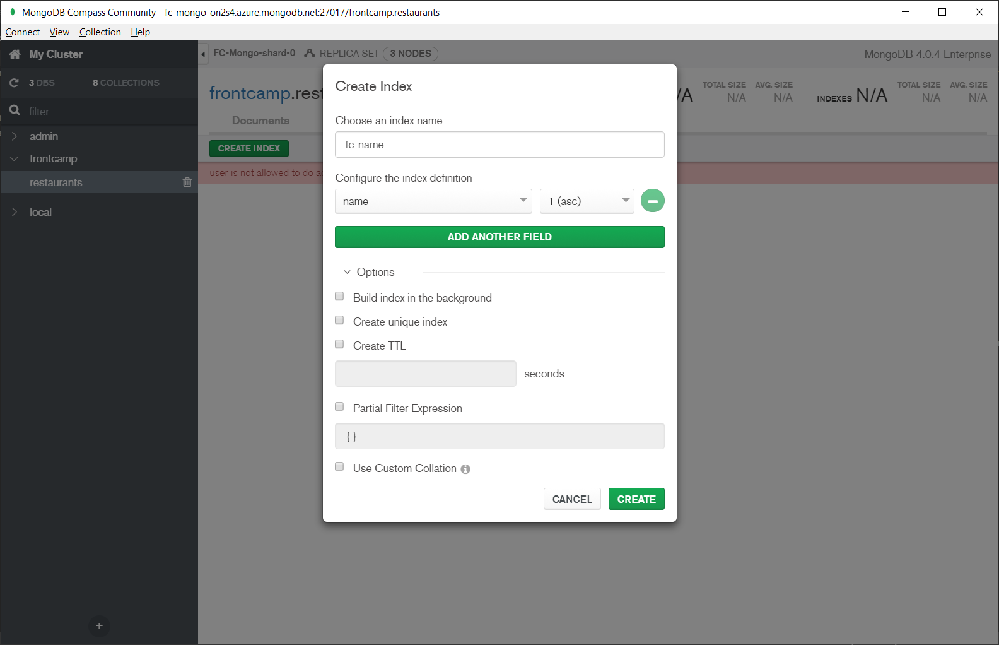 MongoDB Compass Community - fc-mongo-on2s4.azure.mongodb.net:27017/frontcamp.restaurants
Connect View Collection Help
My Cluster
3 DBS 8 COLLECTIONS
filter
admin
frontcamp
restaurants
local
FC-Mongo-shard-0 REPLICA SET 3 NODES MongoDB 4.0.4 Enterprise
frontcamp.rest
/A TOTAL SIZE N/A AVG. SIZE N/A INDEXES N/A TOTAL SIZE N/A AVG. SIZE N/A
Documents
CREATE INDEX
user is not allowed to do ac
Create Index
Choose an index name
fc-name
Configure the index definition
name 1 (asc)
ADD ANOTHER FIELD
Options
Build index in the background
Create unique index
Create TTL
seconds
Partial Filter Expression
{}
Use Custom Collation
CANCEL CREATE